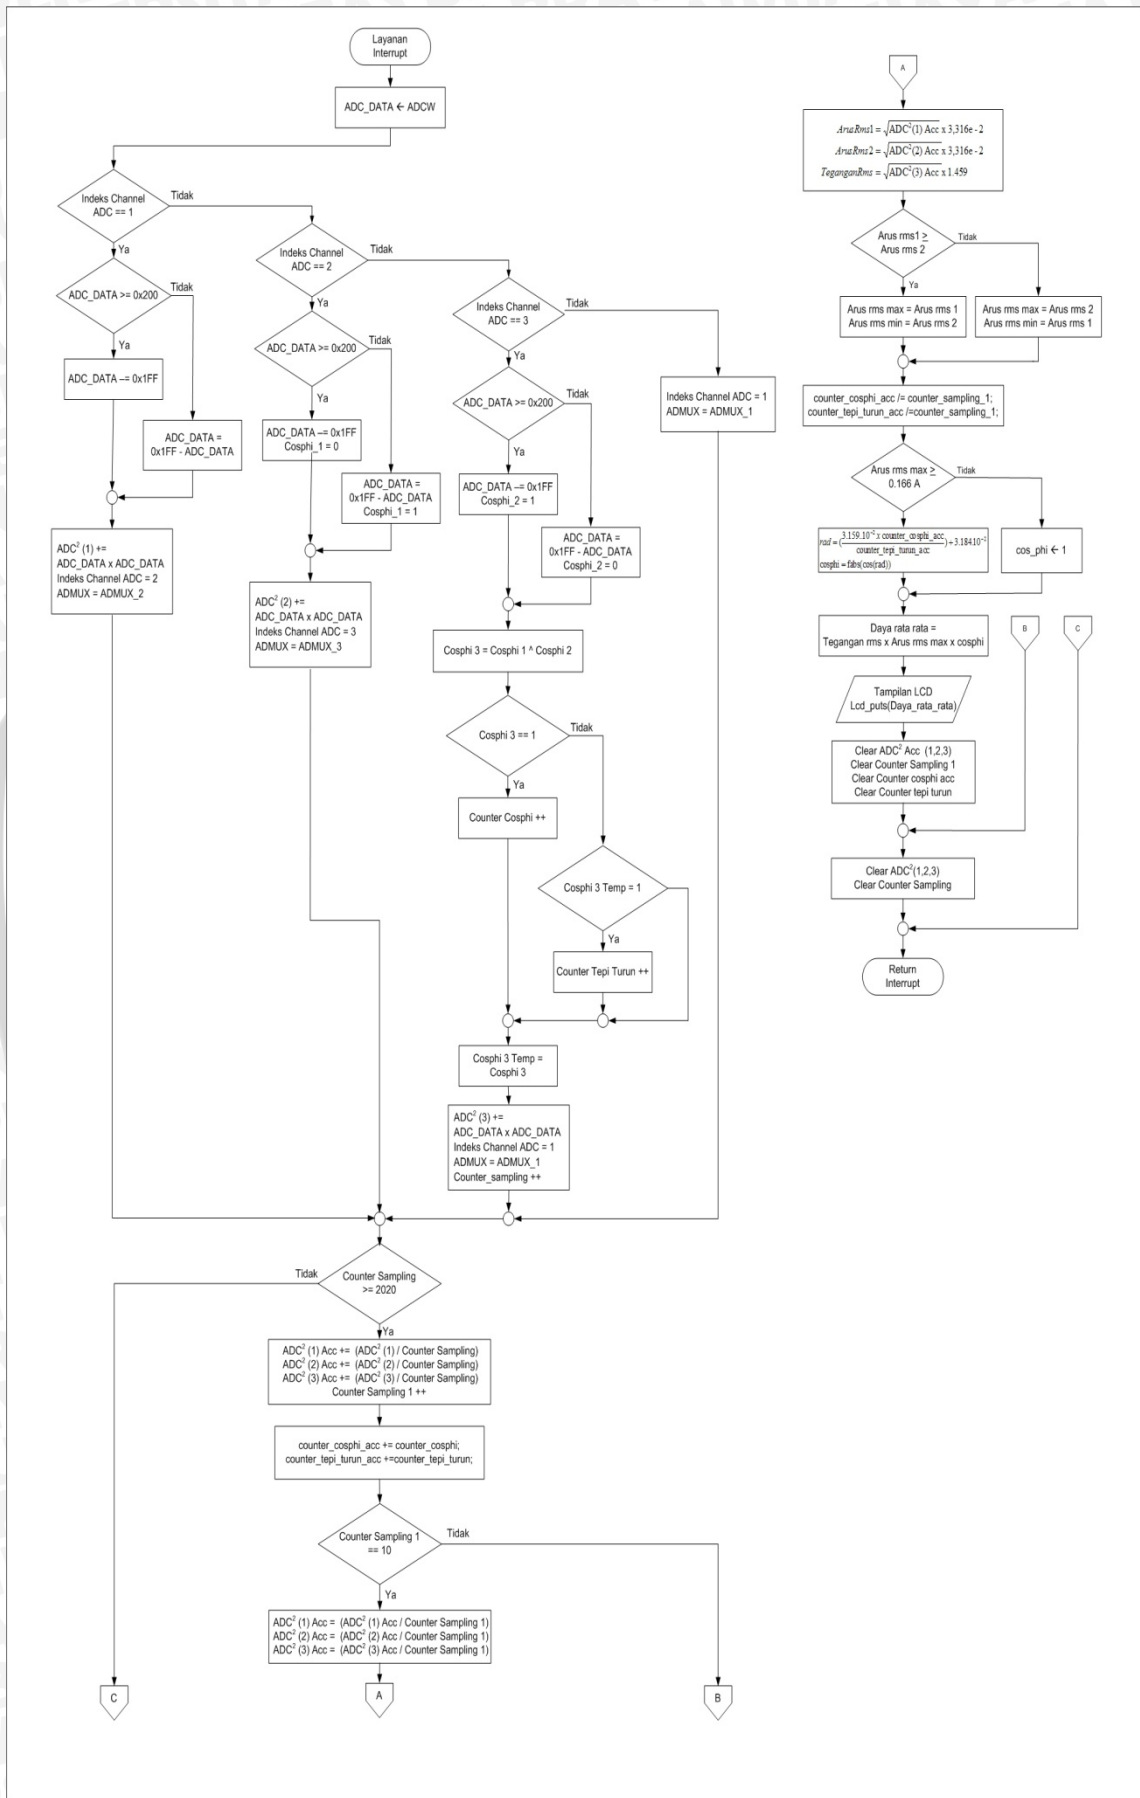 Layanan
Interrupt
ADC_DATA ← ADCW
Indeks Channel
ADC == 1
Tidak
Ya
ADC_DATA >= 0x200
Tidak
Ya
ADC_DATA –= 0x1FF
ADC_DATA =
0x1FF - ADC_DATA
ADC² (1) +=
ADC_DATA x ADC_DATA
Indeks Channel ADC = 2
ADMUX = ADMUX_2
Indeks Channel
ADC == 2
Tidak
Ya
ADC_DATA >= 0x200
Tidak
Ya
ADC_DATA –= 0x1FF
Cosphi_1 = 0
ADC_DATA =
0x1FF - ADC_DATA
Cosphi_1 = 1
ADC² (2) +=
ADC_DATA x ADC_DATA
Indeks Channel ADC = 3
ADMUX = ADMUX_3
Indeks Channel
ADC == 3
Tidak
Ya
ADC_DATA >= 0x200
Tidak
Ya
ADC_DATA –= 0x1FF
Cosphi_2 = 1
ADC_DATA =
0x1FF - ADC_DATA
Cosphi_2 = 0
Indeks Channel ADC = 1
ADMUX = ADMUX_1
Cosphi 3 = Cosphi 1 ^ Cosphi 2
Cosphi 3 == 1
Tidak
Ya
Counter Cosphi ++
Cosphi 3 Temp = 1
Ya
Counter Tepi Turun ++
Cosphi 3 Temp =
Cosphi 3
ADC² (3) +=
ADC_DATA x ADC_DATA
Indeks Channel ADC = 1
ADMUX = ADMUX_1
Counter_sampling ++
Counter Sampling
>= 2020
Tidak
Ya
ADC² (1) Acc += (ADC² (1) / Counter Sampling)
ADC² (2) Acc += (ADC² (2) / Counter Sampling)
ADC² (3) Acc += (ADC² (3) / Counter Sampling)
Counter Sampling 1 ++
counter_cosphi_acc += counter_cosphi;
counter_tepi_turun_acc +=counter_tepi_turun;
Counter Sampling 1
== 10
Tidak
Ya
ADC² (1) Acc = (ADC² (1) Acc / Counter Sampling 1)
ADC² (2) Acc = (ADC² (2) Acc / Counter Sampling 1)
ADC² (3) Acc = (ADC² (3) Acc / Counter Sampling 1)
C
A
B
A
ArusRms1 = √ADC²(1) Acc x 3,316e - 2
ArusRms2 = √ADC²(2) Acc x 3,316e - 2
TeganganRms = √ADC²(3) Acc x 1.459
Arus rms1 ≥
Arus rms 2
Tidak
Ya
Arus rms max = Arus rms 1
Arus rms min = Arus rms 2
Arus rms max = Arus rms 2
Arus rms min = Arus rms 1
counter_cosphi_acc /= counter_sampling_1;
counter_tepi_turun_acc /=counter_sampling_1;
Arus rms max ≥
0.166 A
Tidak
Ya
rad = (3.159.10⁻² x counter_cosphi_acc / counter_tepi_turun_acc) + 3.184.10⁻²
cosphi = fabs(cos(rad))
cos_phi ← 1
Daya rata rata =
Tegangan rms x Arus rms max x cosphi
B
C
Tampilan LCD
Lcd_puts(Daya_rata_rata)
Clear ADC² Acc (1,2,3)
Clear Counter Sampling 1
Clear Counter cosphi acc
Clear Counter tepi turun
Clear ADC²(1,2,3)
Clear Counter Sampling
Return
Interrupt